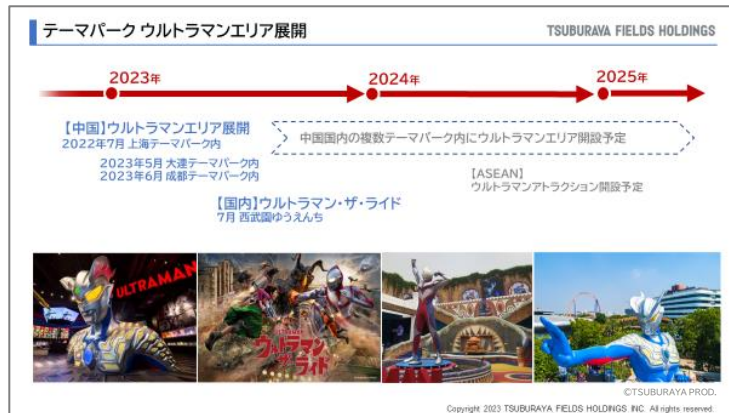 テーマパーク ウルトラマンエリア展開
TSUBURAYA FIELDS HOLDINGS
2023年
2024年
2025年
【中国】ウルトラマンエリア展開
2022年7月 上海テーマパーク内
2023年5月 大連テーマパーク内
2023年6月 成都テーマパーク内
中国国内の複数テーマパーク内にウルトラマンエリア開設予定
【ASEAN】
ウルトラマンアトラクション開設予定
【国内】ウルトラマン・ザ・ライド
7月 西武園ゆうえんち
ULTRAMAN
ウルトラマン
ザ・ライド
©TSUBURAYA PROD.
Copyright 2023 TSUBURAYA FIELDS HOLDINGS INC. All rights reserved.